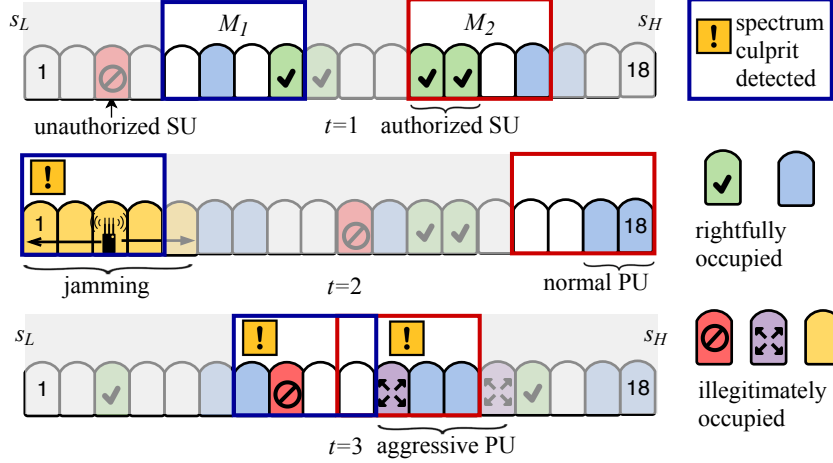 s_L M_1 M_2 s_H
1 18
unauthorized SU t=1 authorized SU
! spectrum
culprit
detected
!
1 18
jamming t=2 normal PU
rightfully
occupied
s_L ! ! s_H
1 18
t=3 aggressive PU
illegitimately
occupied